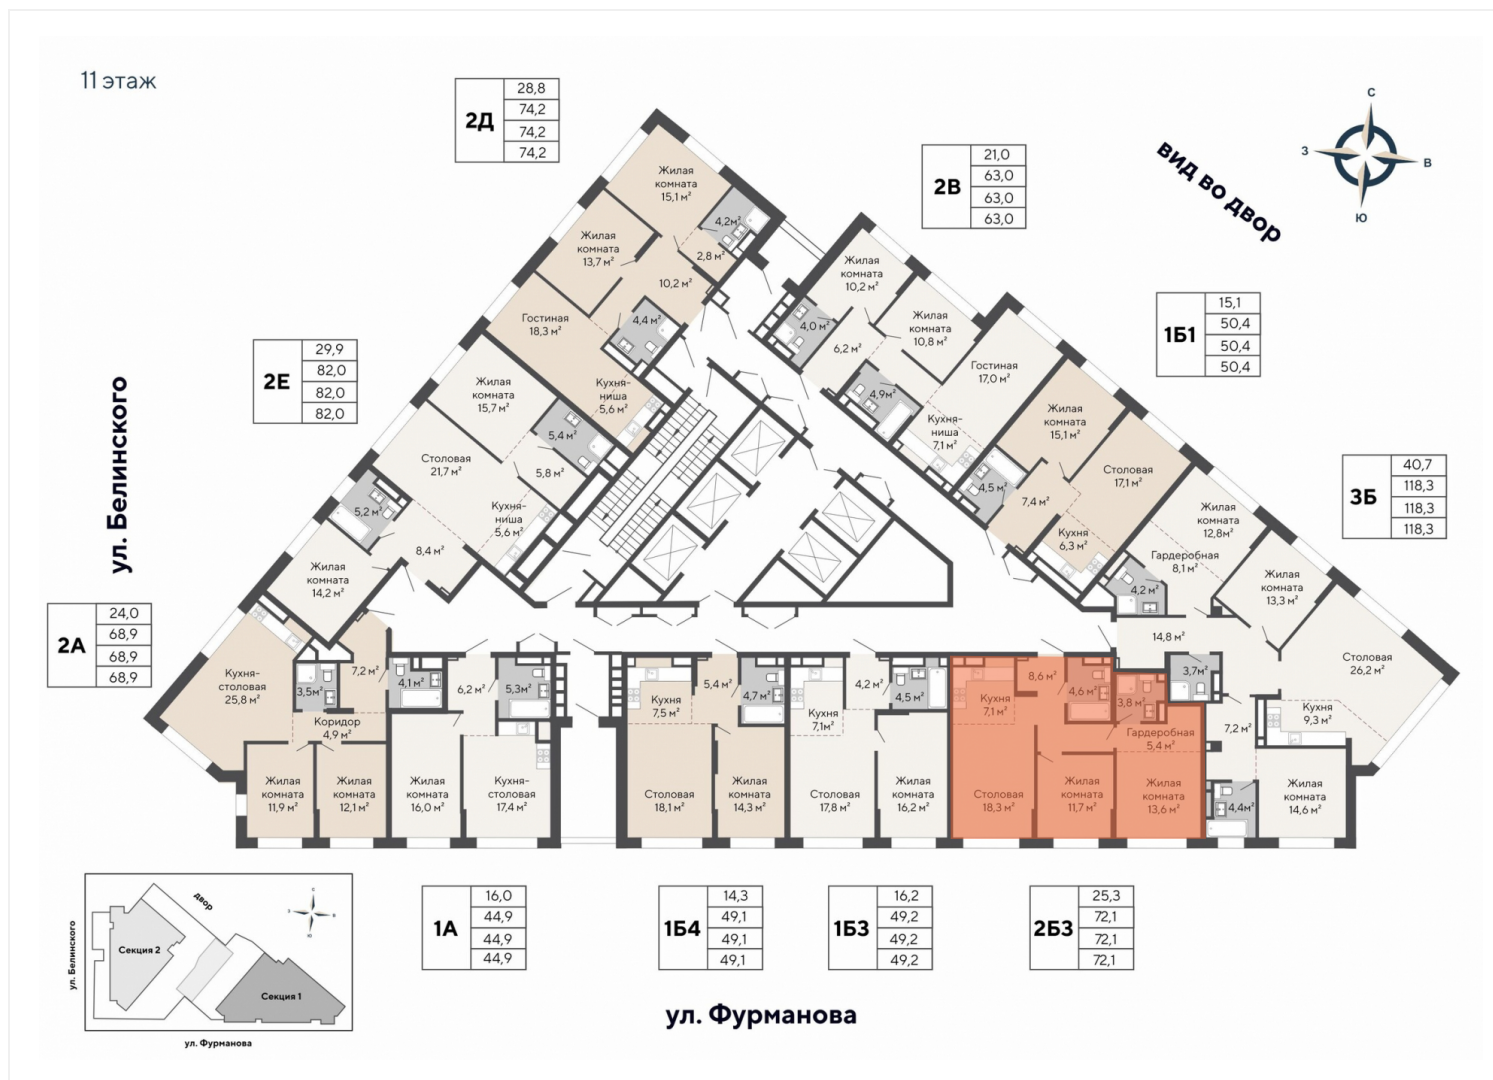 11 этаж
2Д
28,8
74,2
74,2
74,2
2В
21,0
63,0
63,0
63,0
вид во двор
С
З
В
Ю
1Б1
15,1
50,4
50,4
50,4
2Е
29,9
82,0
82,0
82,0
3Б
40,7
118,3
118,3
118,3
2А
24,0
68,9
68,9
68,9
ул. Белинского
Жилая
комната
15,1 м²
4,2м²
2,8 м²
Жилая
комната
13,7 м²
10,2 м²
Гостиная
18,3 м²
4,4 м²
Кухня-
ниша
5,6 м²
Жилая
комната
15,7 м²
5,4 м²
5,8 м²
Столовая
21,7 м²
Кухня-
ниша
5,6 м²
5,2 м²
8,4 м²
Жилая
комната
14,2 м²
Жилая
комната
10,2 м²
4,0 м²
6,2 м²
Жилая
комната
10,8 м²
4,9м²
Гостиная
17,0 м²
Кухня-
ниша
7,1 м²
Жилая
комната
15,1 м²
4,5 м²
7,4 м²
Столовая
17,1 м²
Кухня
6,3 м²
Жилая
комната
12,8м²
Гардеробная
8,1 м²
4,2 м²
Жилая
комната
13,3 м²
14,8 м²
3,7м²
Столовая
26,2 м²
Кухня
9,3 м²
7,2 м²
4,4м²
Жилая
комната
14,6 м²
Кухня-
столовая
25,8 м²
3,5м²
7,2 м²
Коридор
4,9 м²
Жилая
комната
11,9 м²
Жилая
комната
12,1 м²
4,1 м²
6,2 м²
5,3м²
Жилая
комната
16,0 м²
Кухня-
столовая
17,4 м²
Кухня
7,5 м²
5,4 м²
4,7 м²
Столовая
18,1 м²
Жилая
комната
14,3 м²
Кухня
7,1м²
4,2 м²
4,5 м²
Столовая
17,8 м²
Жилая
комната
16,2 м²
Кухня
7,1 м²
8,6 м²
4,6 м²
3,8 м²
Гардеробная
5,4 м²
Столовая
18,3 м²
Жилая
комната
11,7 м²
Жилая
комната
13,6 м²
1А
16,0
44,9
44,9
44,9
1Б4
14,3
49,1
49,1
49,1
1Б3
16,2
49,2
49,2
49,2
2Б3
25,3
72,1
72,1
72,1
ул. Фурманова
ул. Белинского
двор
С
З
В
Ю
Секция 2
Секция 1
ул. Фурманова